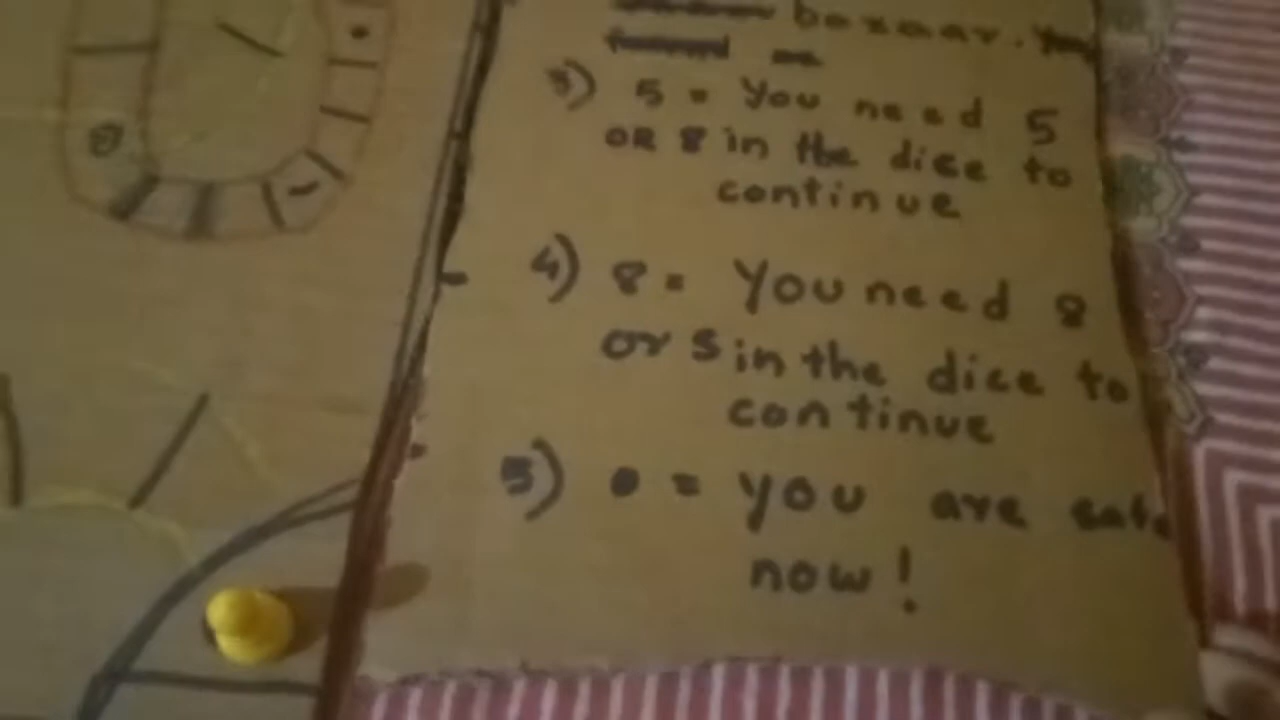 bazaar.
3) 5 = You need 5
OR 8 in the dice to
continue
4) 8 = You need 8
or 5 in the dice to
continue
5) • = you are safe
now!